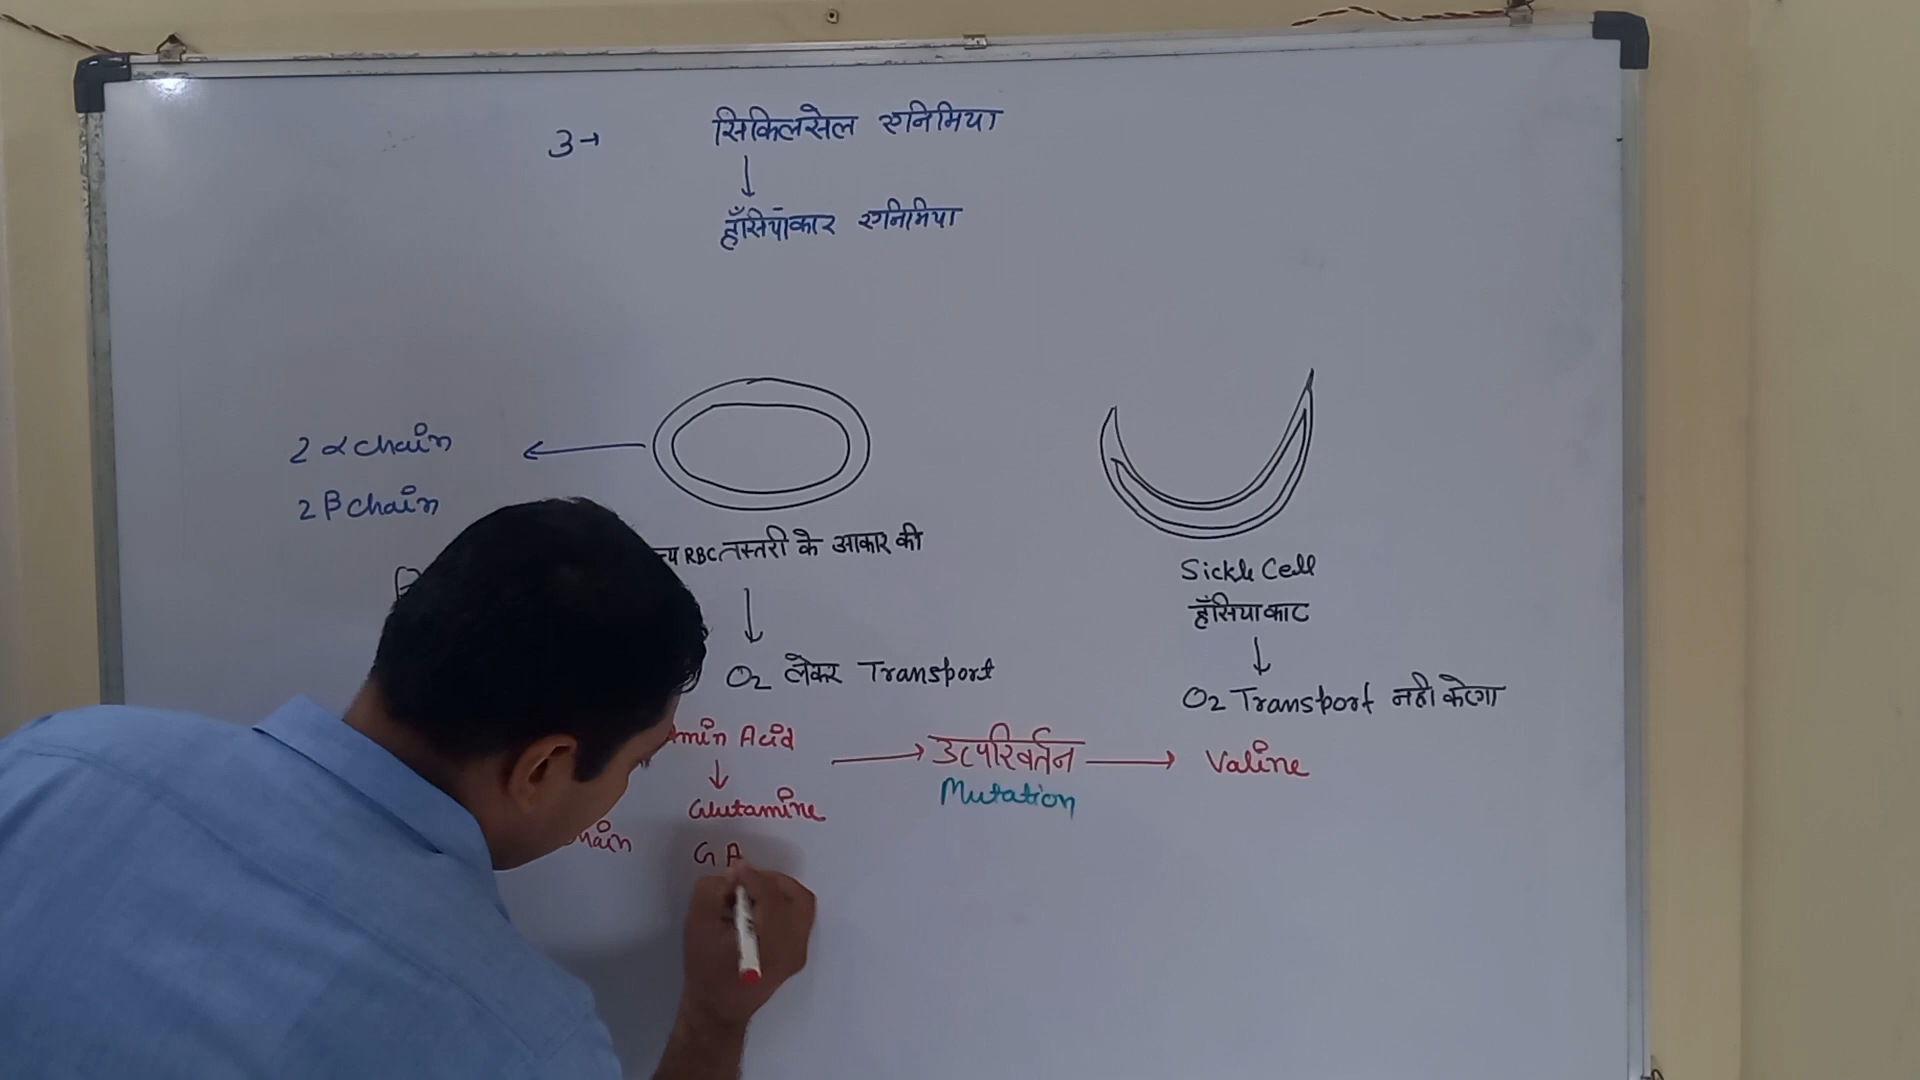 3→ सिकिलसेल एनिमिया
↓
हँसियाकार एनिमिया
2 α chain
2 β chain
RBC तस्तरी के आकार की
↓
O2 लेकर Transport
Sickle Cell
हँसियाकाट
↓
O2 Transport नही करेगा
Amin Acid → उत्परिवर्तन → Valine
Mutation
↓
Glutamine
chain
G A